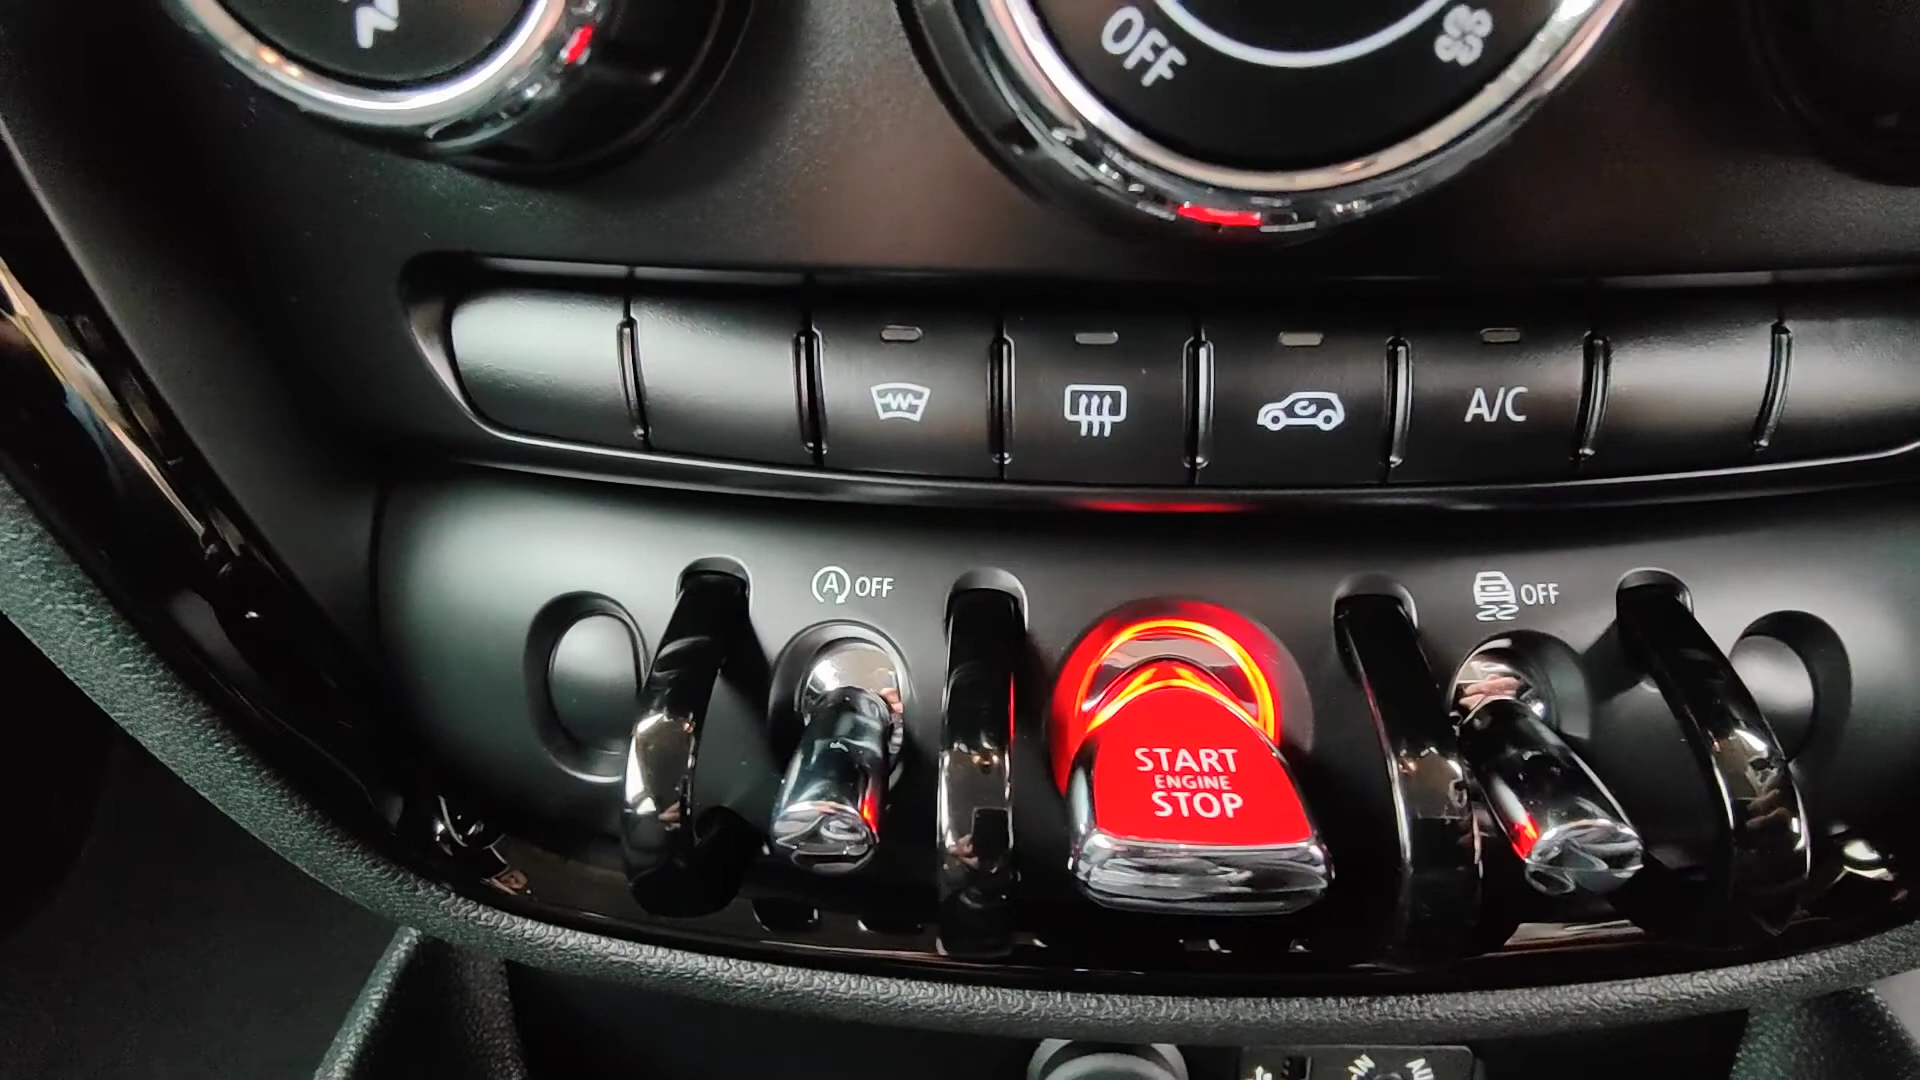 OFF
A/C
A OFF
OFF
START
ENGINE
STOP